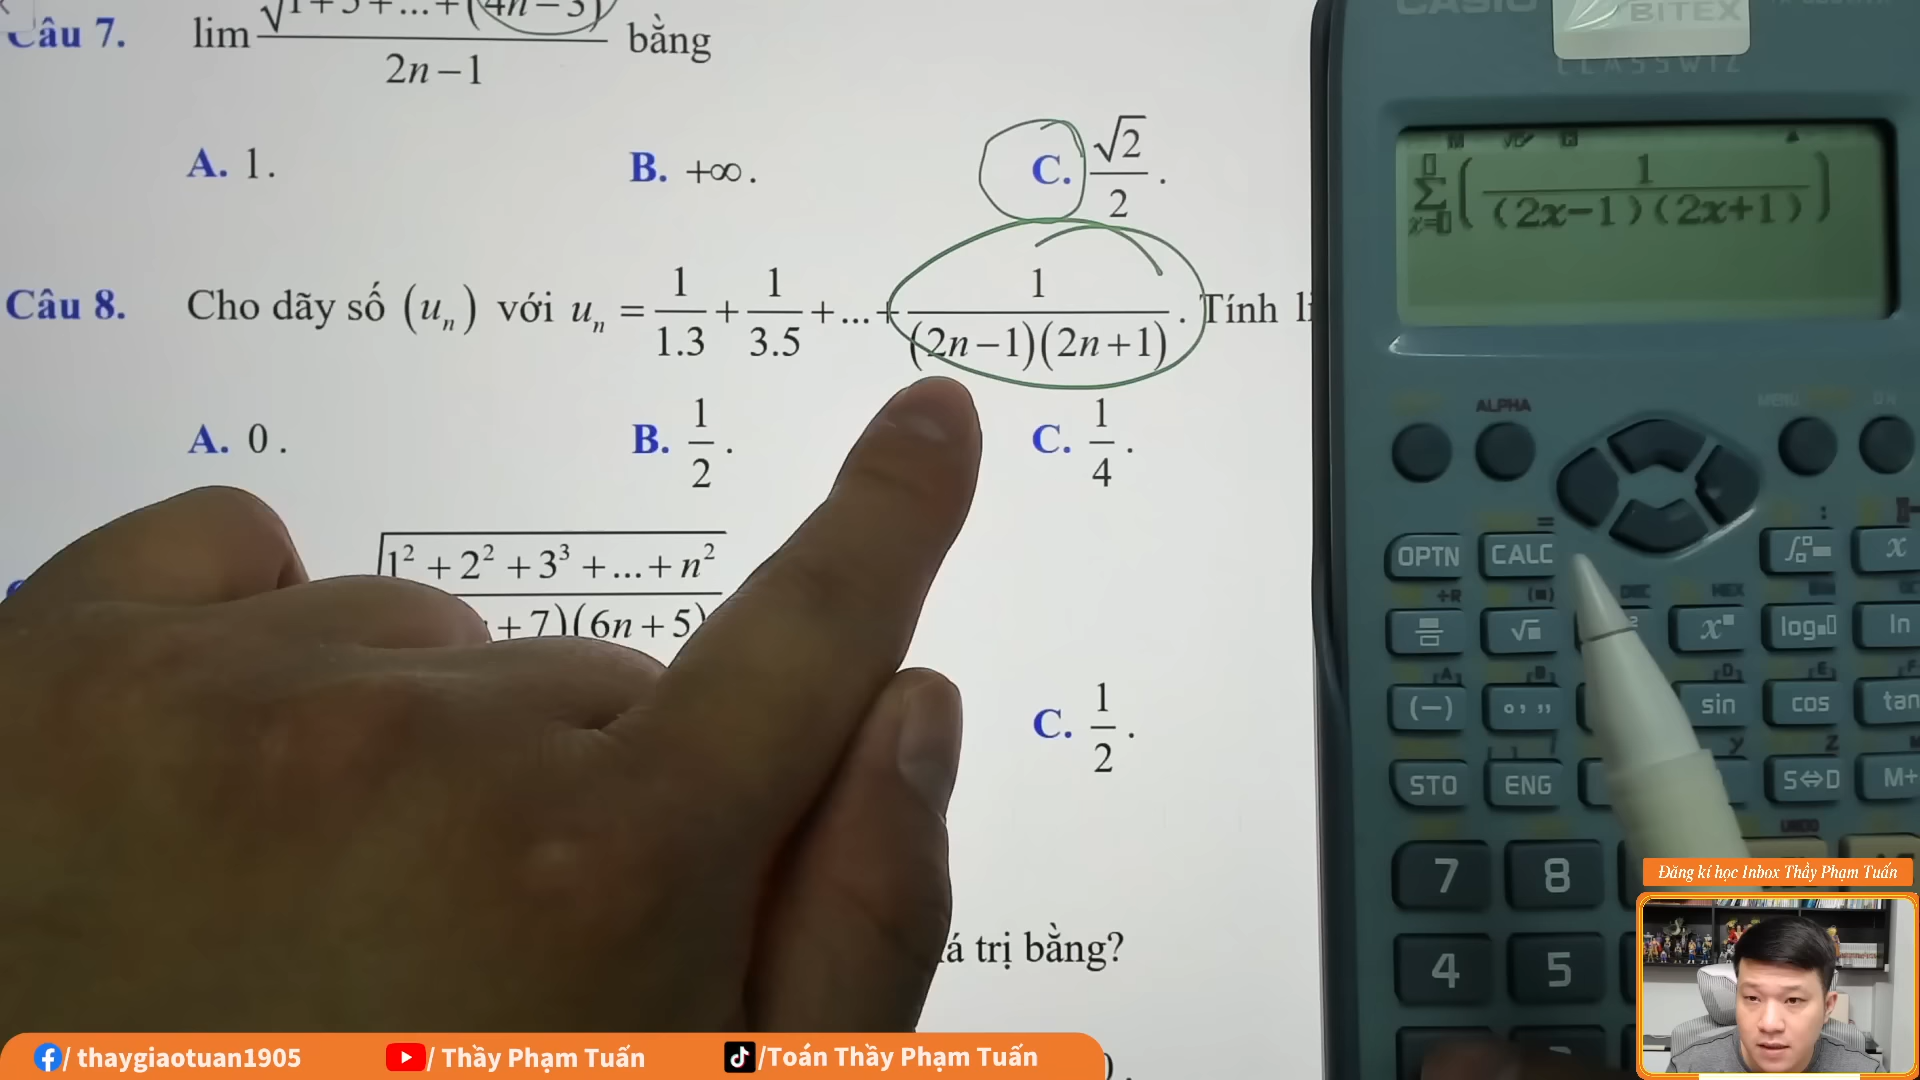 Câu 7. lim √1+5+...+(4n−3) / 2n−1 bằng
A. 1.
B. +∞.
C. √2/2.
Câu 8. Cho dãy số (uₙ) với uₙ = 1/1.3 + 1/3.5 + ... + 1/(2n−1)(2n+1). Tính
A. 0.
B. 1/2.
C. 1/4.
√1²+2²+3³+...+n²
+7)(6n+5)
C. 1/2.
á trị bằng?
CASIO
BITEX
CLASSWIZ
Σ x= ( 1 / (2x−1)(2x+1) )
ALPHA
MENU
ON
OPTN
CALC
x
÷R
√■
x■
log■□
ln
(−)
° ’ ”
sin
cos
tan
STO
ENG
S⇔D
M+
UNDO
7
8
4
5
Đăng kí học Inbox Thầy Phạm Tuấn
/ thaygiaotuan1905
/ Thầy Phạm Tuấn
/Toán Thầy Phạm Tuấn